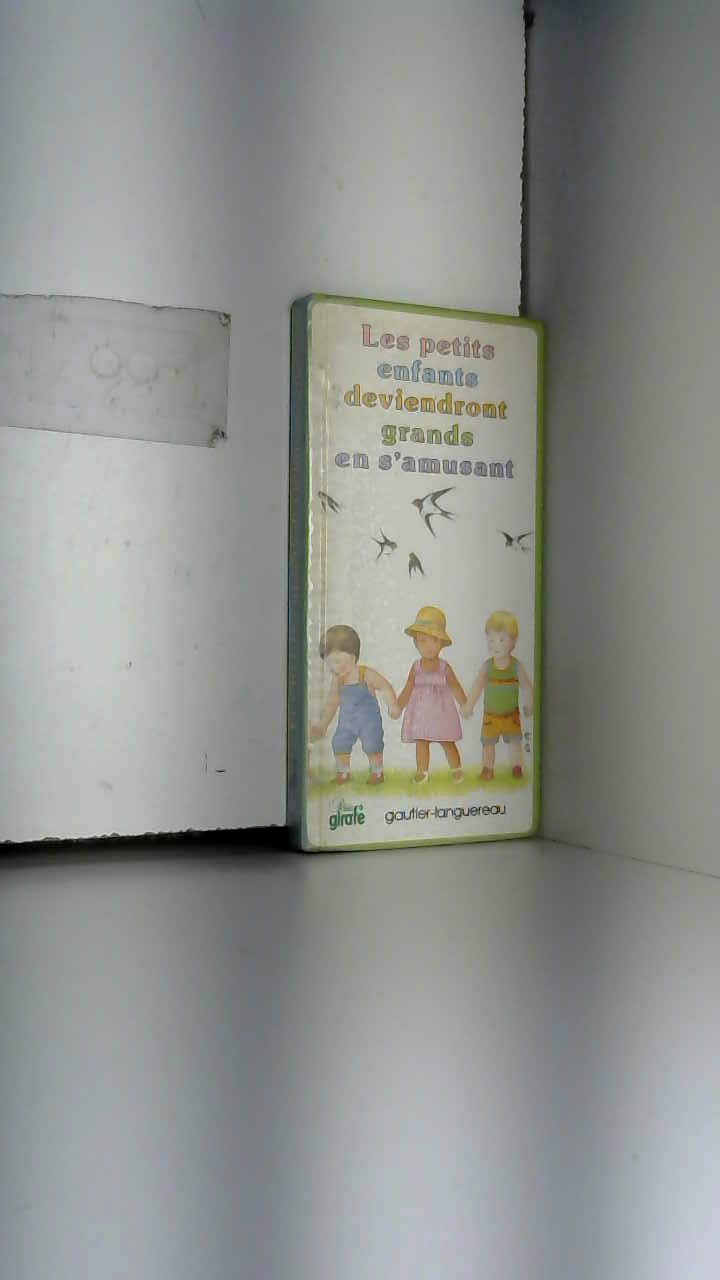 Les petits
enfants
deviendront
grands
en s'amusant
girafe
gautier-languereau